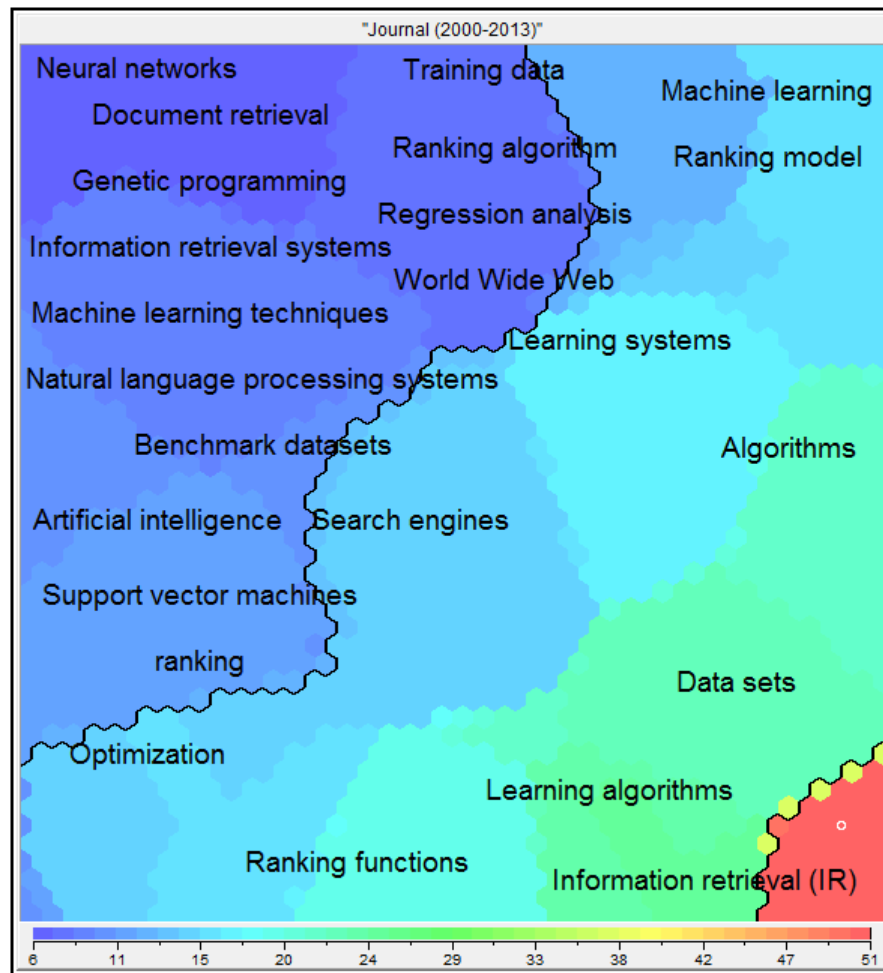 "Journal (2000-2013)"
Neural networks
Training data
Machine learning
Document retrieval
Ranking algorithm
Ranking model
Genetic programming
Regression analysis
Information retrieval systems
World Wide Web
Machine learning techniques
Learning systems
Natural language processing systems
Benchmark datasets
Algorithms
Artificial intelligence
Search engines
Support vector machines
ranking
Data sets
Optimization
Learning algorithms
Ranking functions
Information retrieval (IR)
6 11 15 20 24 29 33 38 42 47 51